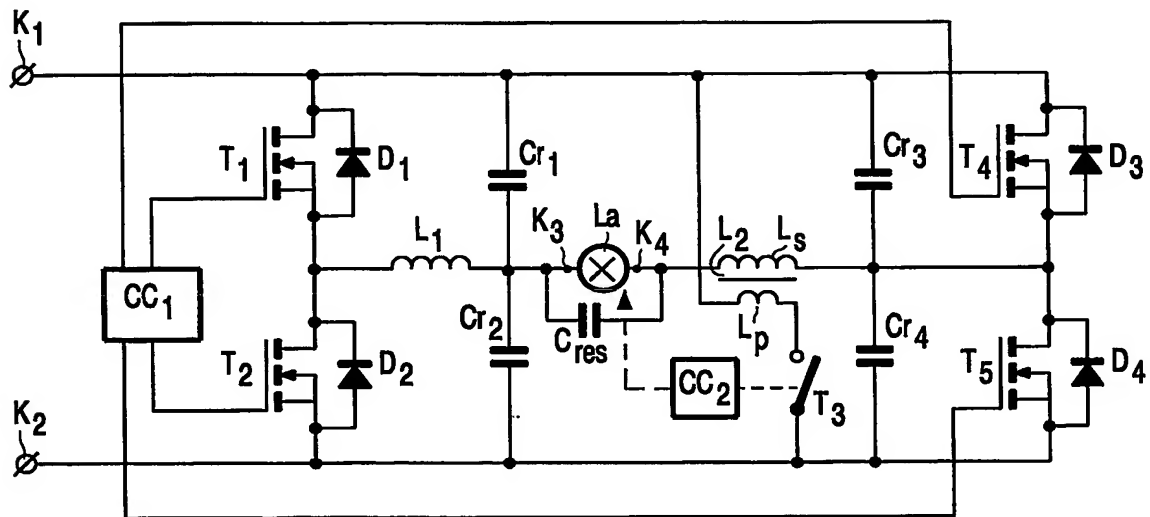 K1
T1
D1
Cr1
Cr3
T4
D3
L1
K3
La
K4
L2
Ls
CC1
Cr2
Cres
Lp
Cr4
T2
D2
CC2
T3
T5
D4
K2